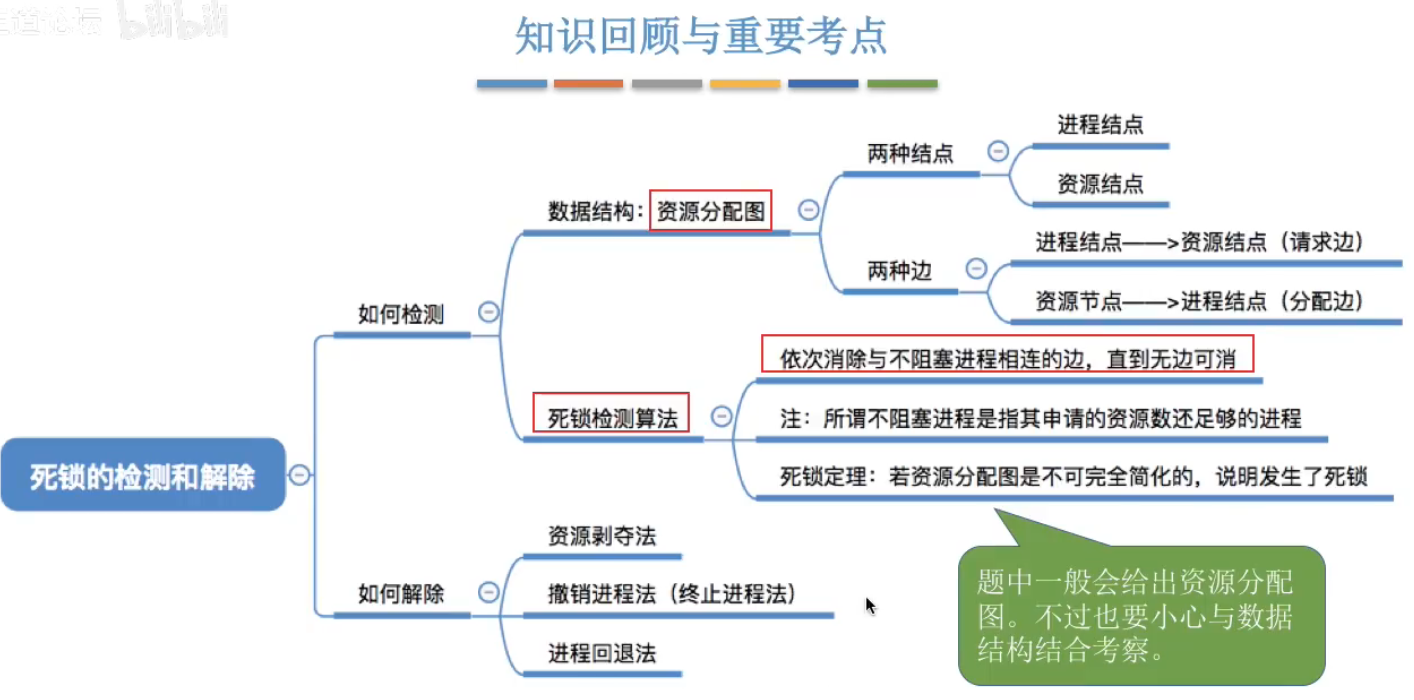 道论坛 bilibili
知识回顾与重要考点
进程结点
两种结点
资源结点
数据结构：资源分配图
进程结点——>资源结点（请求边）
两种边
资源节点——>进程结点（分配边）
如何检测
依次消除与不阻塞进程相连的边，直到无边可消
死锁检测算法
注：所谓不阻塞进程是指其申请的资源数还足够的进程
死锁定理：若资源分配图是不可完全简化的，说明发生了死锁
死锁的检测和解除
资源剥夺法
如何解除
撤销进程法（终止进程法）
进程回退法
题中一般会给出资源分配
图。不过也要小心与数据
结构结合考察。